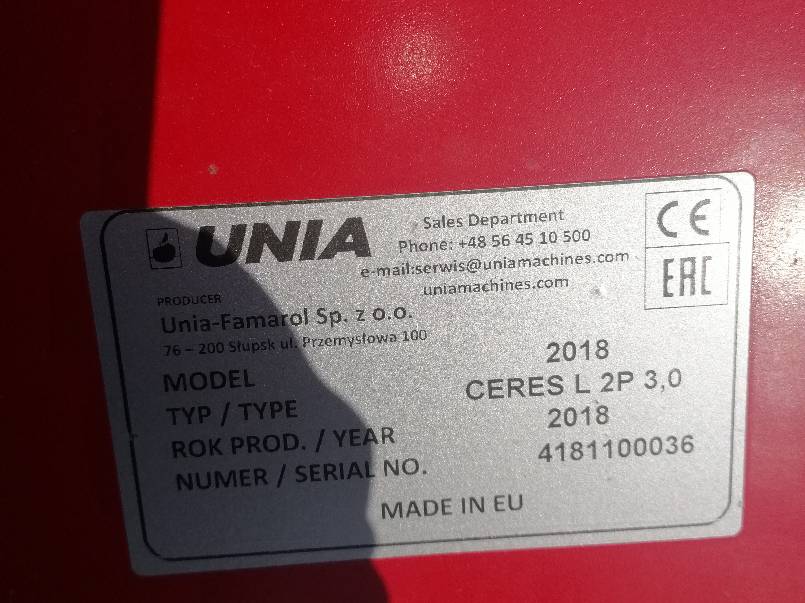 UNIA
Sales Department
Phone: +48 56 45 10 500
e-mail:serwis@uniamachines.com
uniamachines.com
CE
EAC
PRODUCER
Unia-Famarol Sp. z o.o.
76 – 200 Słupsk ul. Przemysłowa 100
MODEL 2018
TYP / TYPE CERES L 2P 3,0
ROK PROD. / YEAR 2018
NUMER / SERIAL NO. 4181100036
MADE IN EU